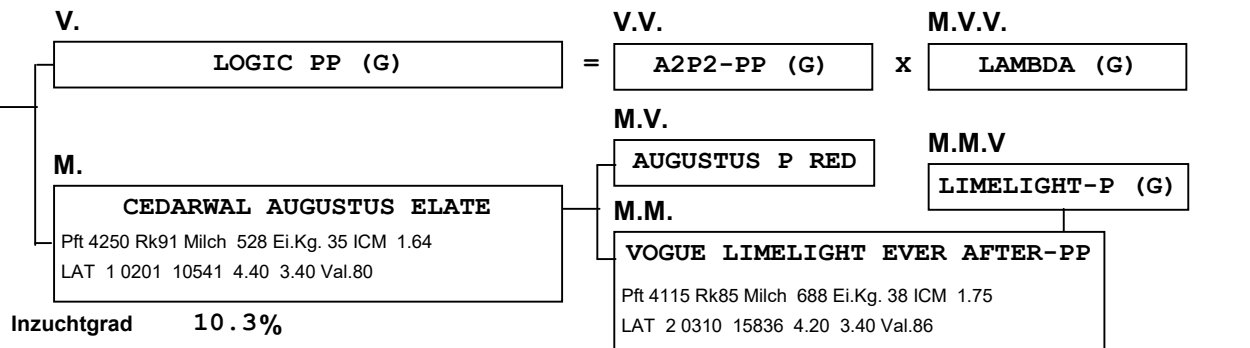 V.
V.V.
M.V.V.
LOGIC PP (G)
=
A2P2-PP (G)
X
LAMBDA (G)
M.V.
AUGUSTUS P RED
M.M.V
LIMELIGHT-P (G)
M.
CEDARWAL AUGUSTUS ELATE
Pft 4250 Rk91 Milch 528 Ei.Kg. 35 ICM 1.64
LAT 1 0201 10541 4.40 3.40 Val.80
M.M.
VOGUE LIMELIGHT EVER AFTER-PP
Pft 4115 Rk85 Milch 688 Ei.Kg. 38 ICM 1.75
LAT 2 0310 15836 4.20 3.40 Val.86
Inzuchtgrad 10.3%